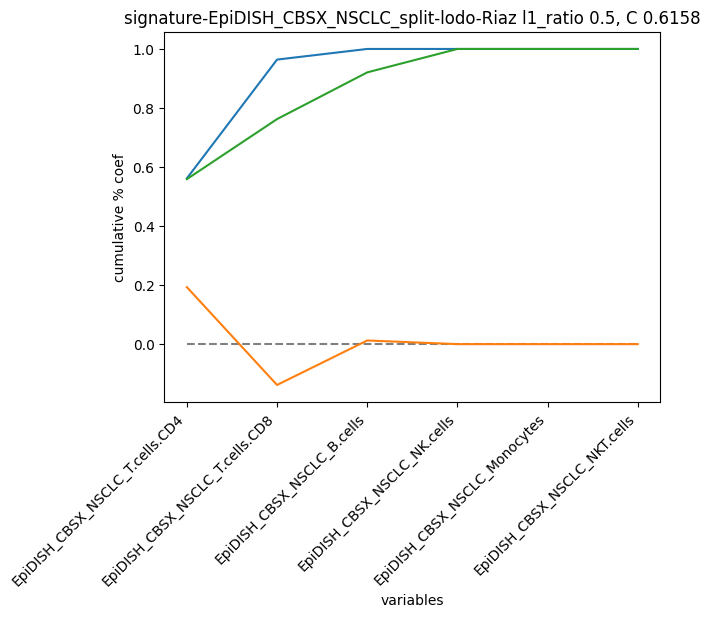 signature-EpiDISH_CBSX_NSCLC_split-lodo-Riaz l1_ratio 0.5, C 0.6158
1.0
0.8
0.6
0.4
0.2
0.0
cumulative % coef
EpiDISH_CBSX_NSCLC_T.cells.CD4
EpiDISH_CBSX_NSCLC_T.cells.CD8
EpiDISH_CBSX_NSCLC_B.cells
EpiDISH_CBSX_NSCLC_NK.cells
EpiDISH_CBSX_NSCLC_Monocytes
EpiDISH_CBSX_NSCLC_NKT.cells
variables